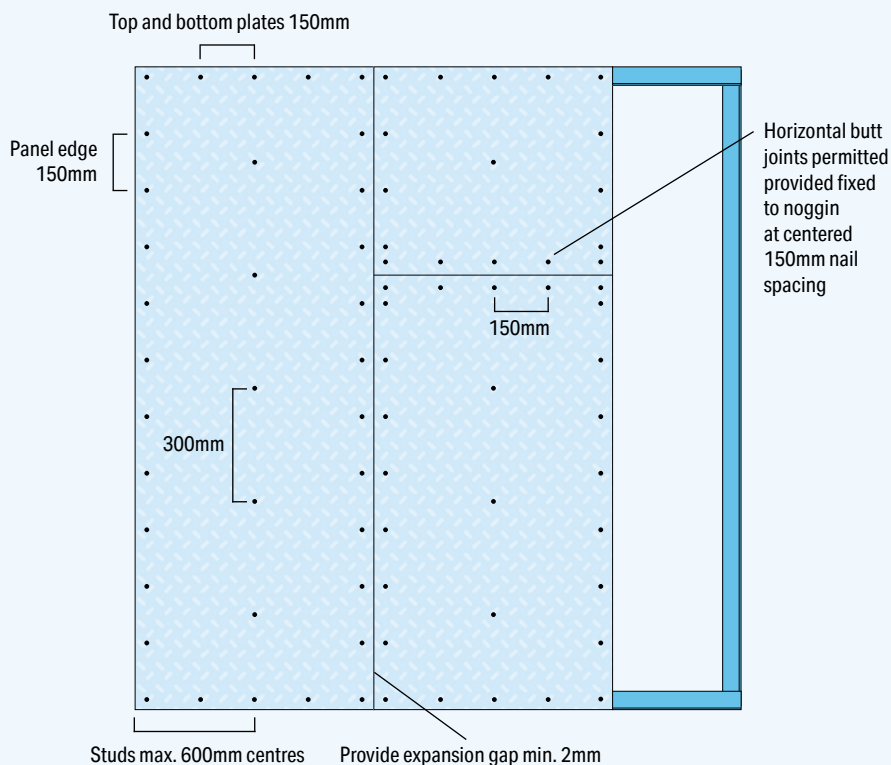 Top and bottom plates 150mm
Panel edge
150mm
Horizontal butt
joints permitted
provided fixed
to noggin
at centered
150mm nail
spacing
150mm
300mm
Studs max. 600mm centres
Provide expansion gap min. 2mm